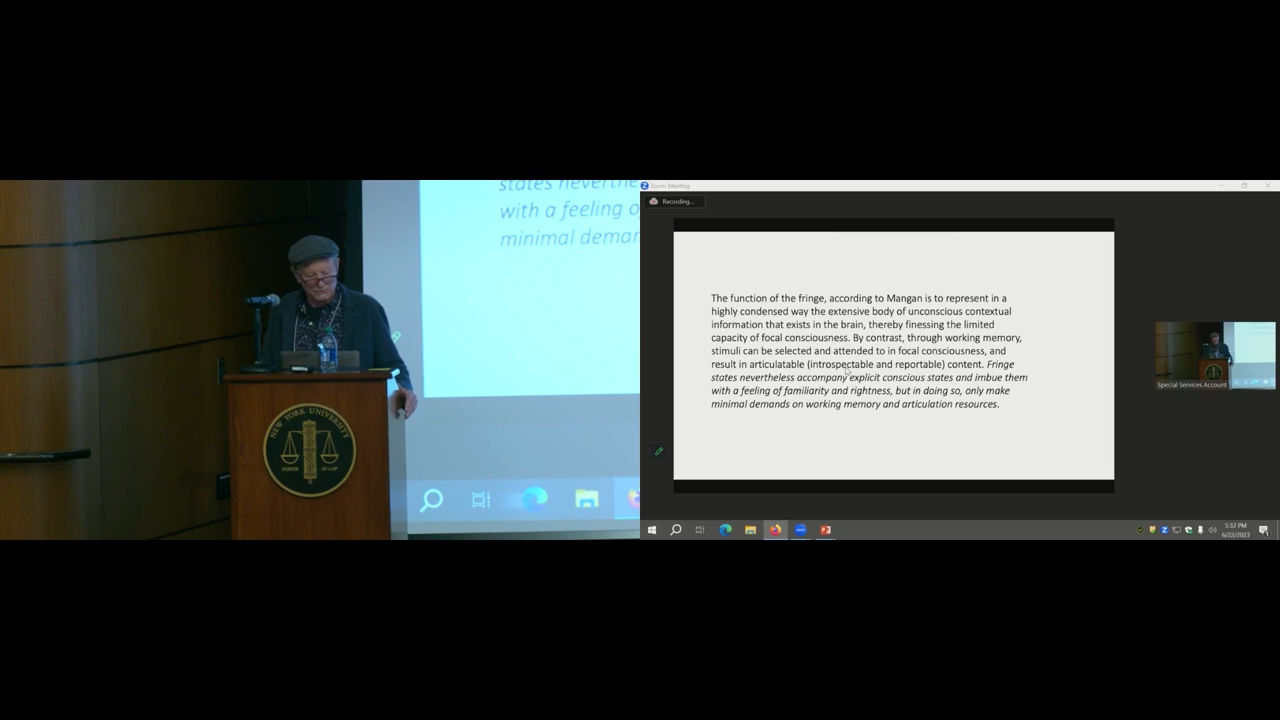 states neverthe
with a feeling o
minimal deman
NEW YORK UNIVERSITY
SCHOOL OF LAW
Zoom Meeting
Recording...
The function of the fringe, according to Mangan is to represent in a
highly condensed way the extensive body of unconscious contextual
information that exists in the brain, thereby finessing the limited
capacity of focal consciousness. By contrast, through working memory,
stimuli can be selected and attended to in focal consciousness, and
result in articulatable (introspectable and reportable) content. Fringe
states nevertheless accompany explicit conscious states and imbue them
with a feeling of familiarity and rightness, but in doing so, only make
minimal demands on working memory and articulation resources.
Special Services Account
5:32 PM
6/22/2023